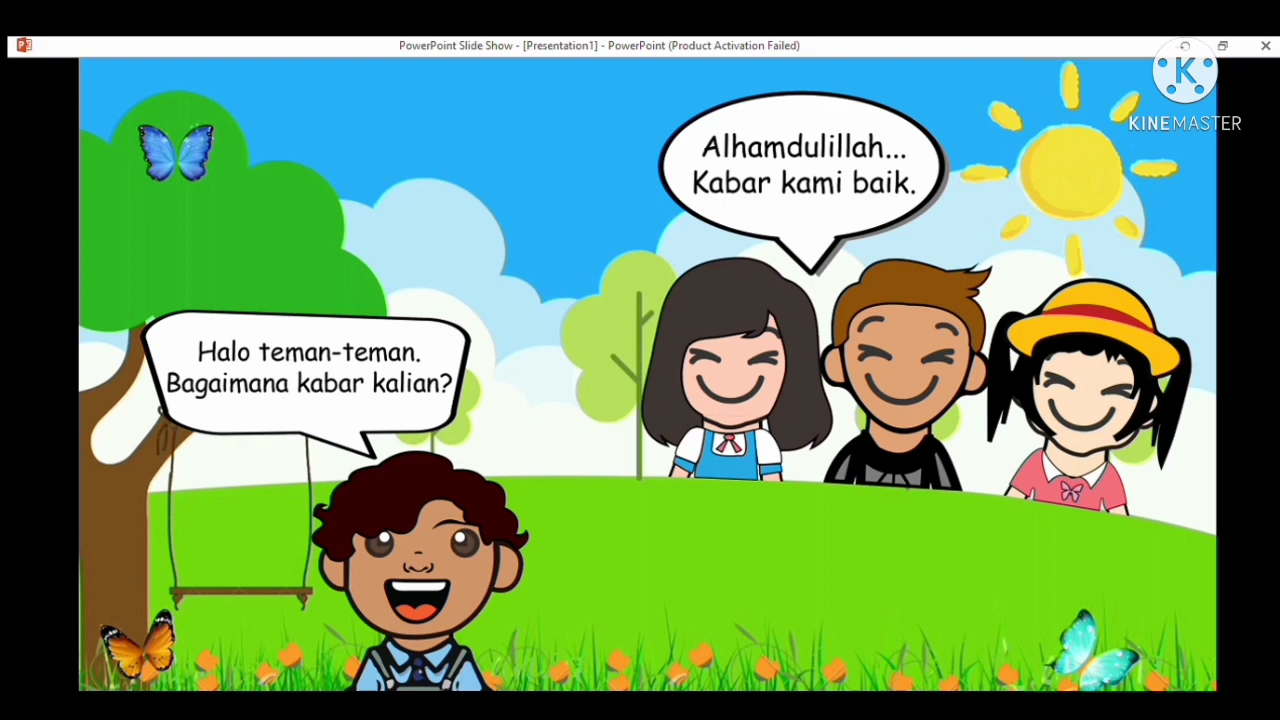 PowerPoint Slide Show - [Presentation1] - PowerPoint (Product Activation Failed)
K
KINEMASTER
Alhamdulillah...
Kabar kami baik.
Halo teman-teman.
Bagaimana kabar kalian?